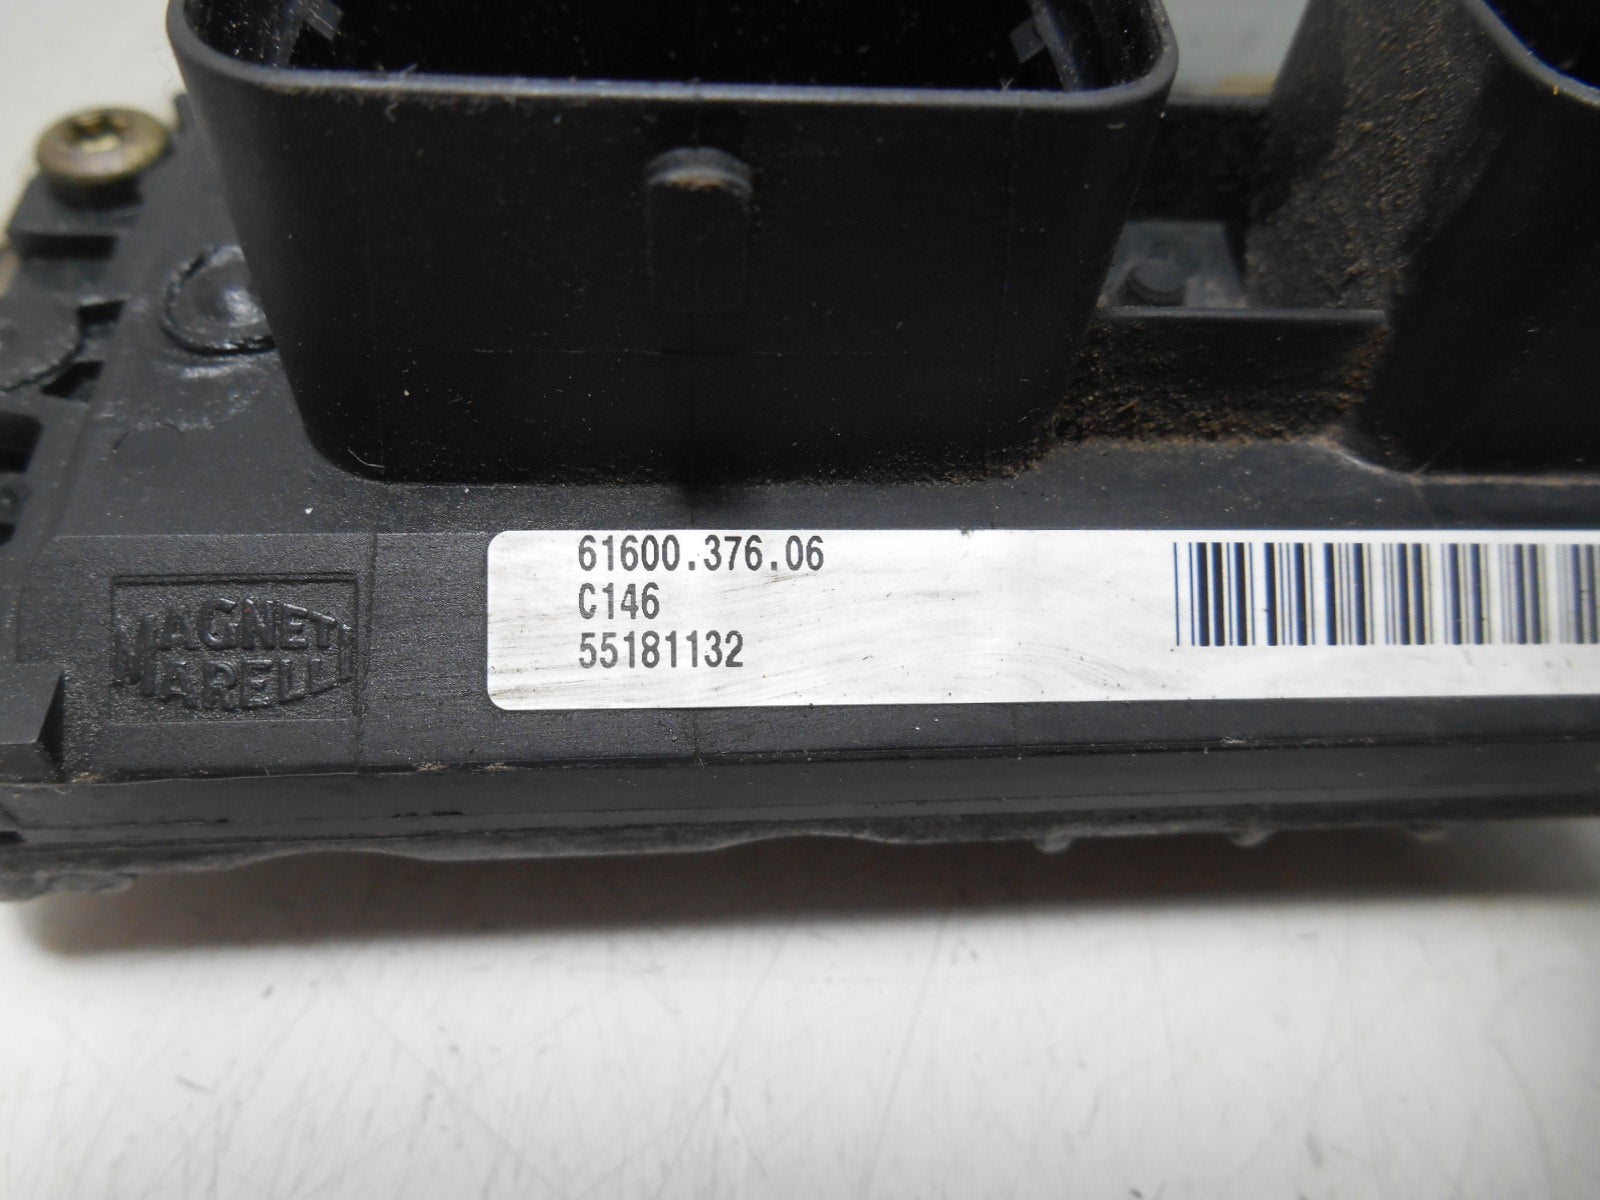 61600.376.06
C146
55181132
MAGNETI
MARELLI